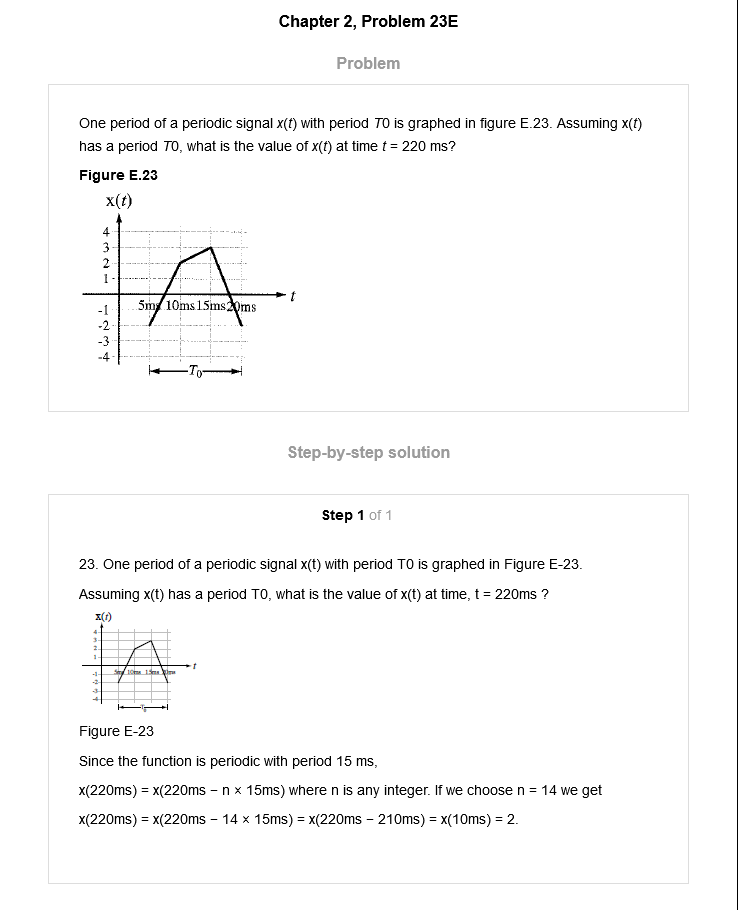 Chapter 2, Problem 23E
Problem
One period of a periodic signal x(t) with period T0 is graphed in figure E.23. Assuming x(t)
has a period T0, what is the value of x(t) at time t = 220 ms?
Figure E.23
x(t)
4
3
2
1
t
5ms 10ms 15ms 20ms
-1
-2
-3
-4
T0
Step-by-step solution
Step 1 of 1
23. One period of a periodic signal x(t) with period T0 is graphed in Figure E-23.
Assuming x(t) has a period T0, what is the value of x(t) at time, t = 220ms ?
x(t)
4
3
2
1
t
5ms 10ms 15ms 20ms
-1
-2
-3
-4
T0
Figure E-23
Since the function is periodic with period 15 ms,
x(220ms) = x(220ms − n × 15ms) where n is any integer. If we choose n = 14 we get
x(220ms) = x(220ms − 14 × 15ms) = x(220ms − 210ms) = x(10ms) = 2.